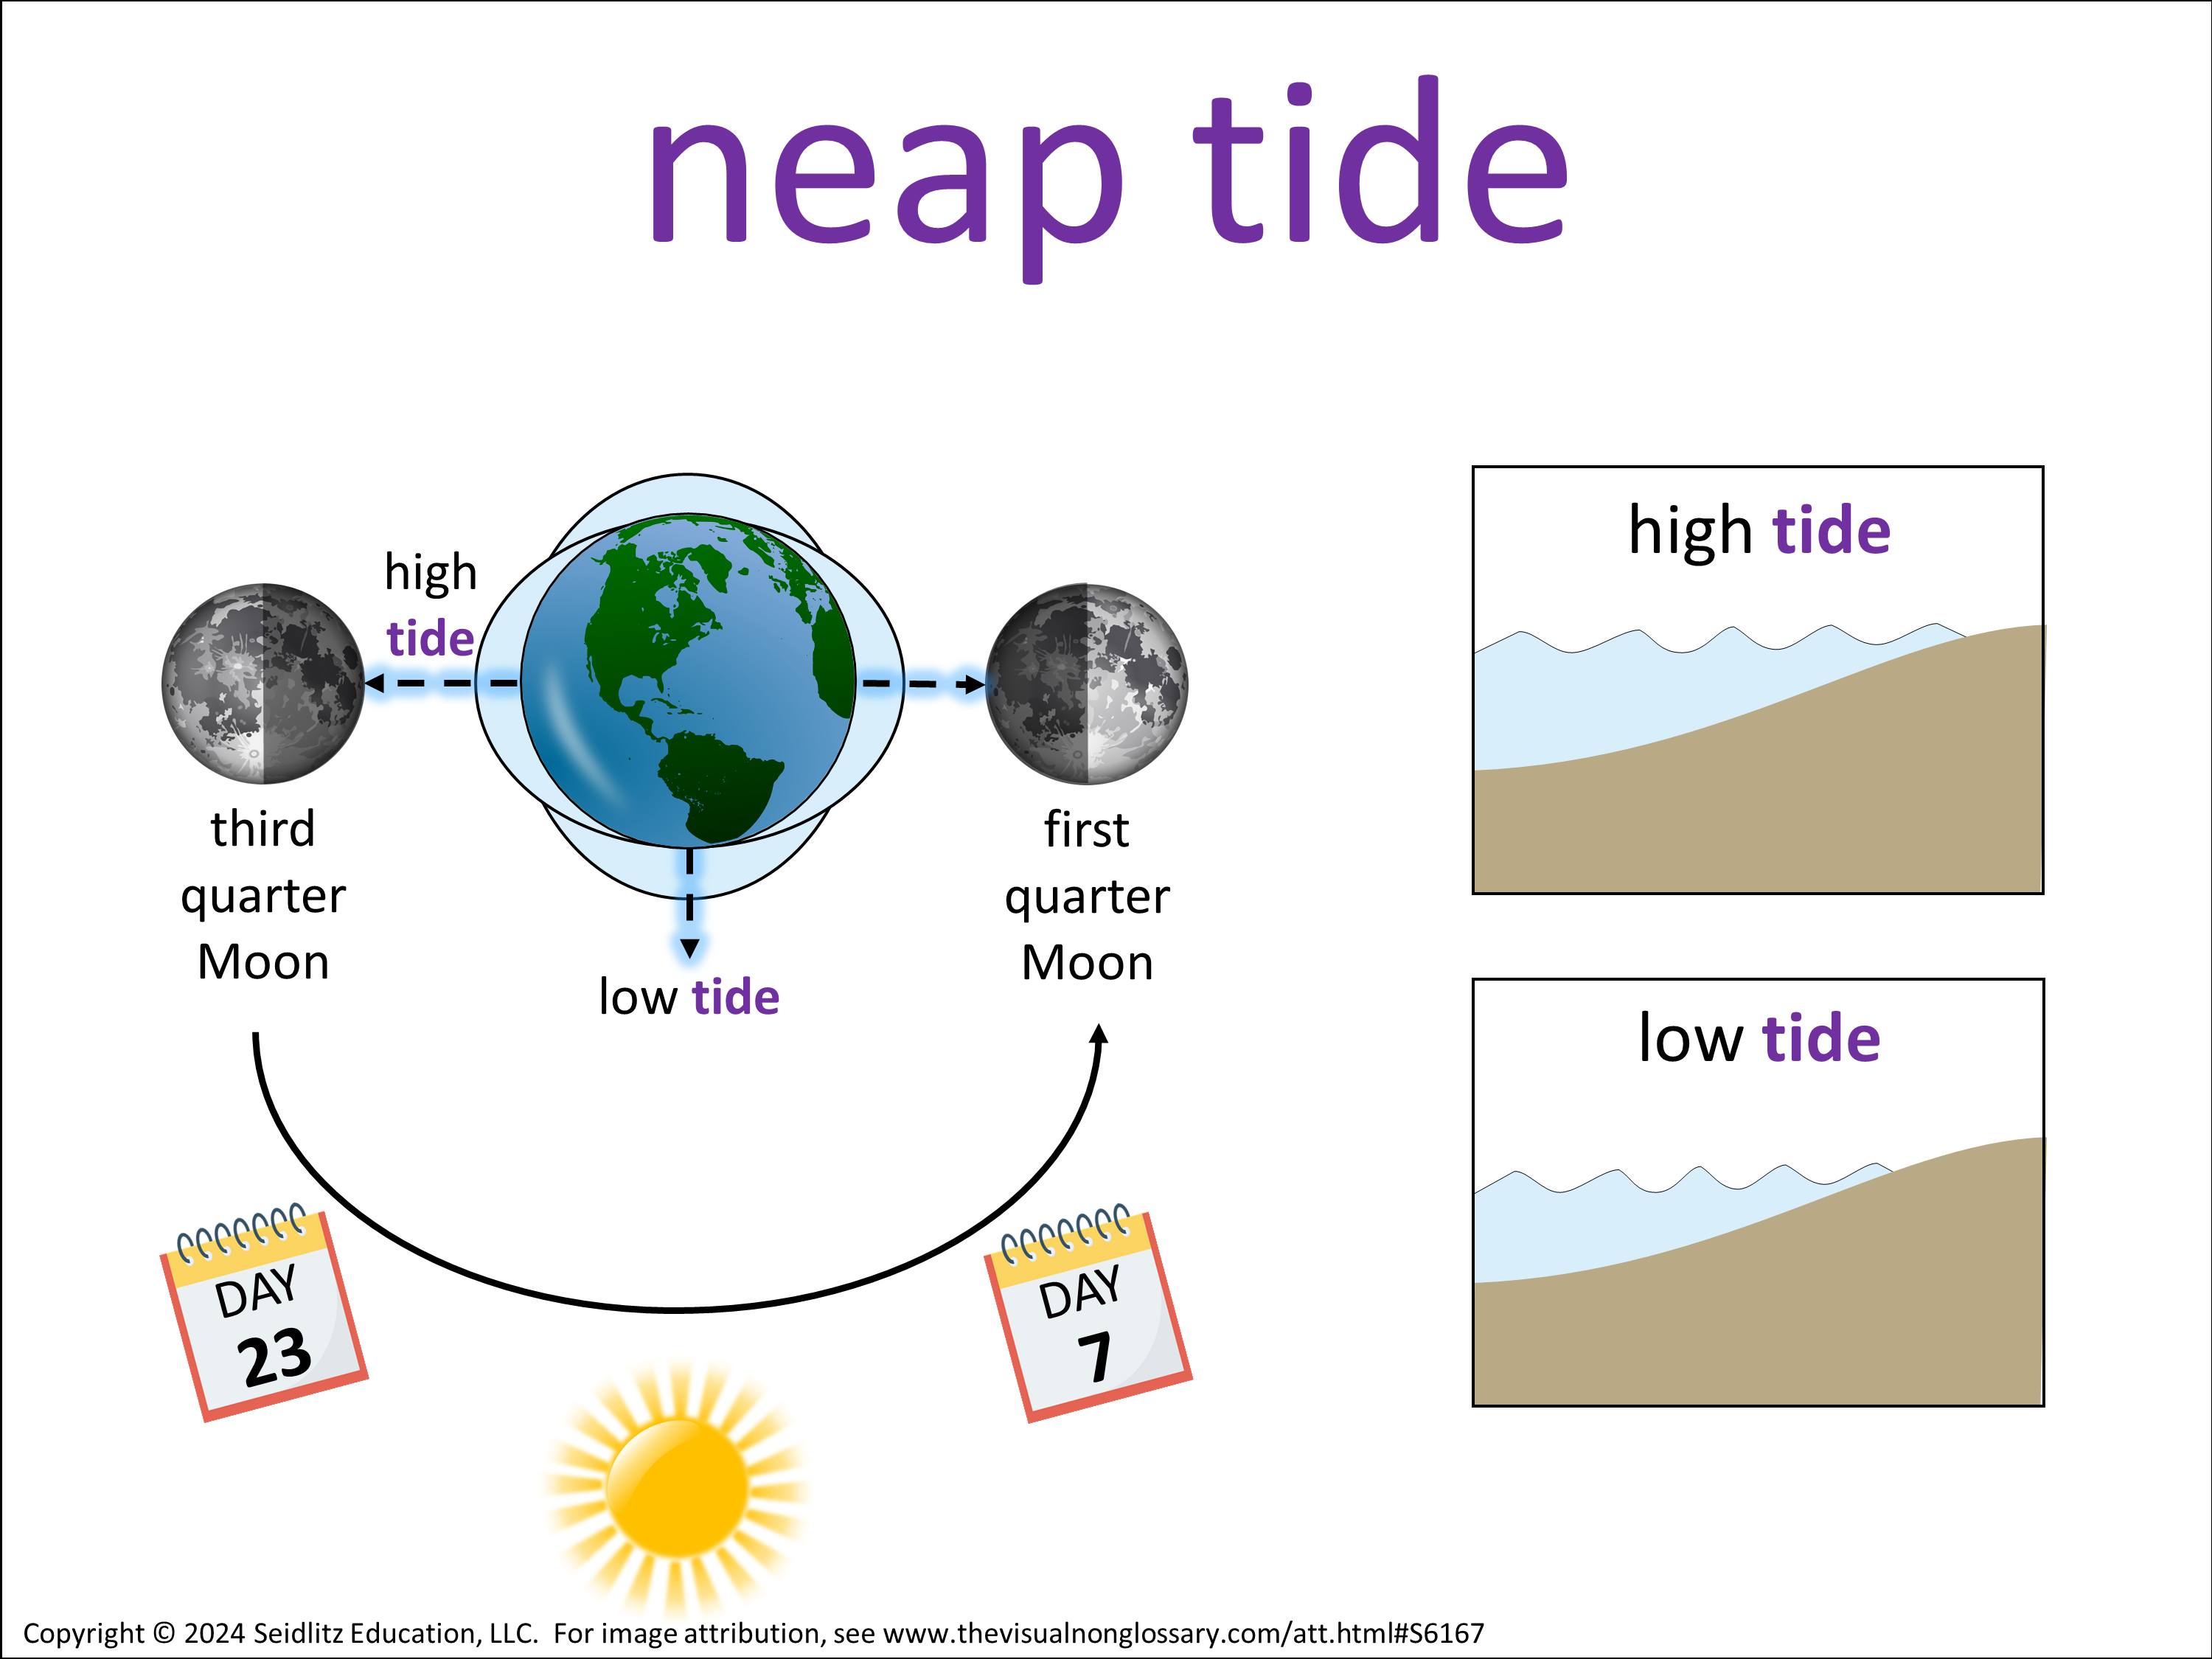 neap tide
high
tide
third
quarter
Moon
low tide
first
quarter
Moon
DAY
23
DAY
7
high tide
low tide
Copyright © 2024 Seidlitz Education, LLC.  For image attribution, see www.thevisualnonglossary.com/att.html#S6167